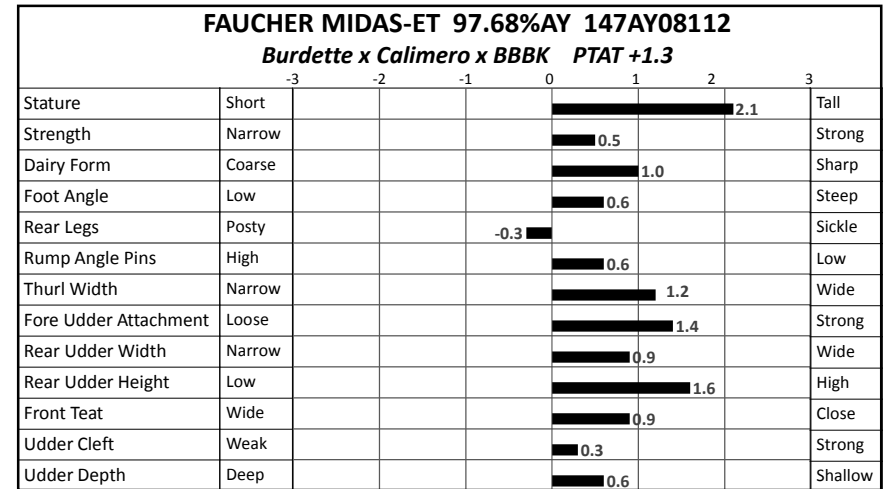 FAUCHER MIDAS-ET 97.68%AY 147AY08112
Burdette x Calimero x BBBK PTAT +1.3
-3 -2 -1 0 1 2 3
Stature Short 2.1 Tall
Strength Narrow 0.5 Strong
Dairy Form Coarse 1.0 Sharp
Foot Angle Low 0.6 Steep
Rear Legs Posty -0.3 Sickle
Rump Angle Pins High 0.6 Low
Thurl Width Narrow 1.2 Wide
Fore Udder Attachment Loose 1.4 Strong
Rear Udder Width Narrow 0.9 Wide
Rear Udder Height Low 1.6 High
Front Teat Wide 0.9 Close
Udder Cleft Weak 0.3 Strong
Udder Depth Deep 0.6 Shallow